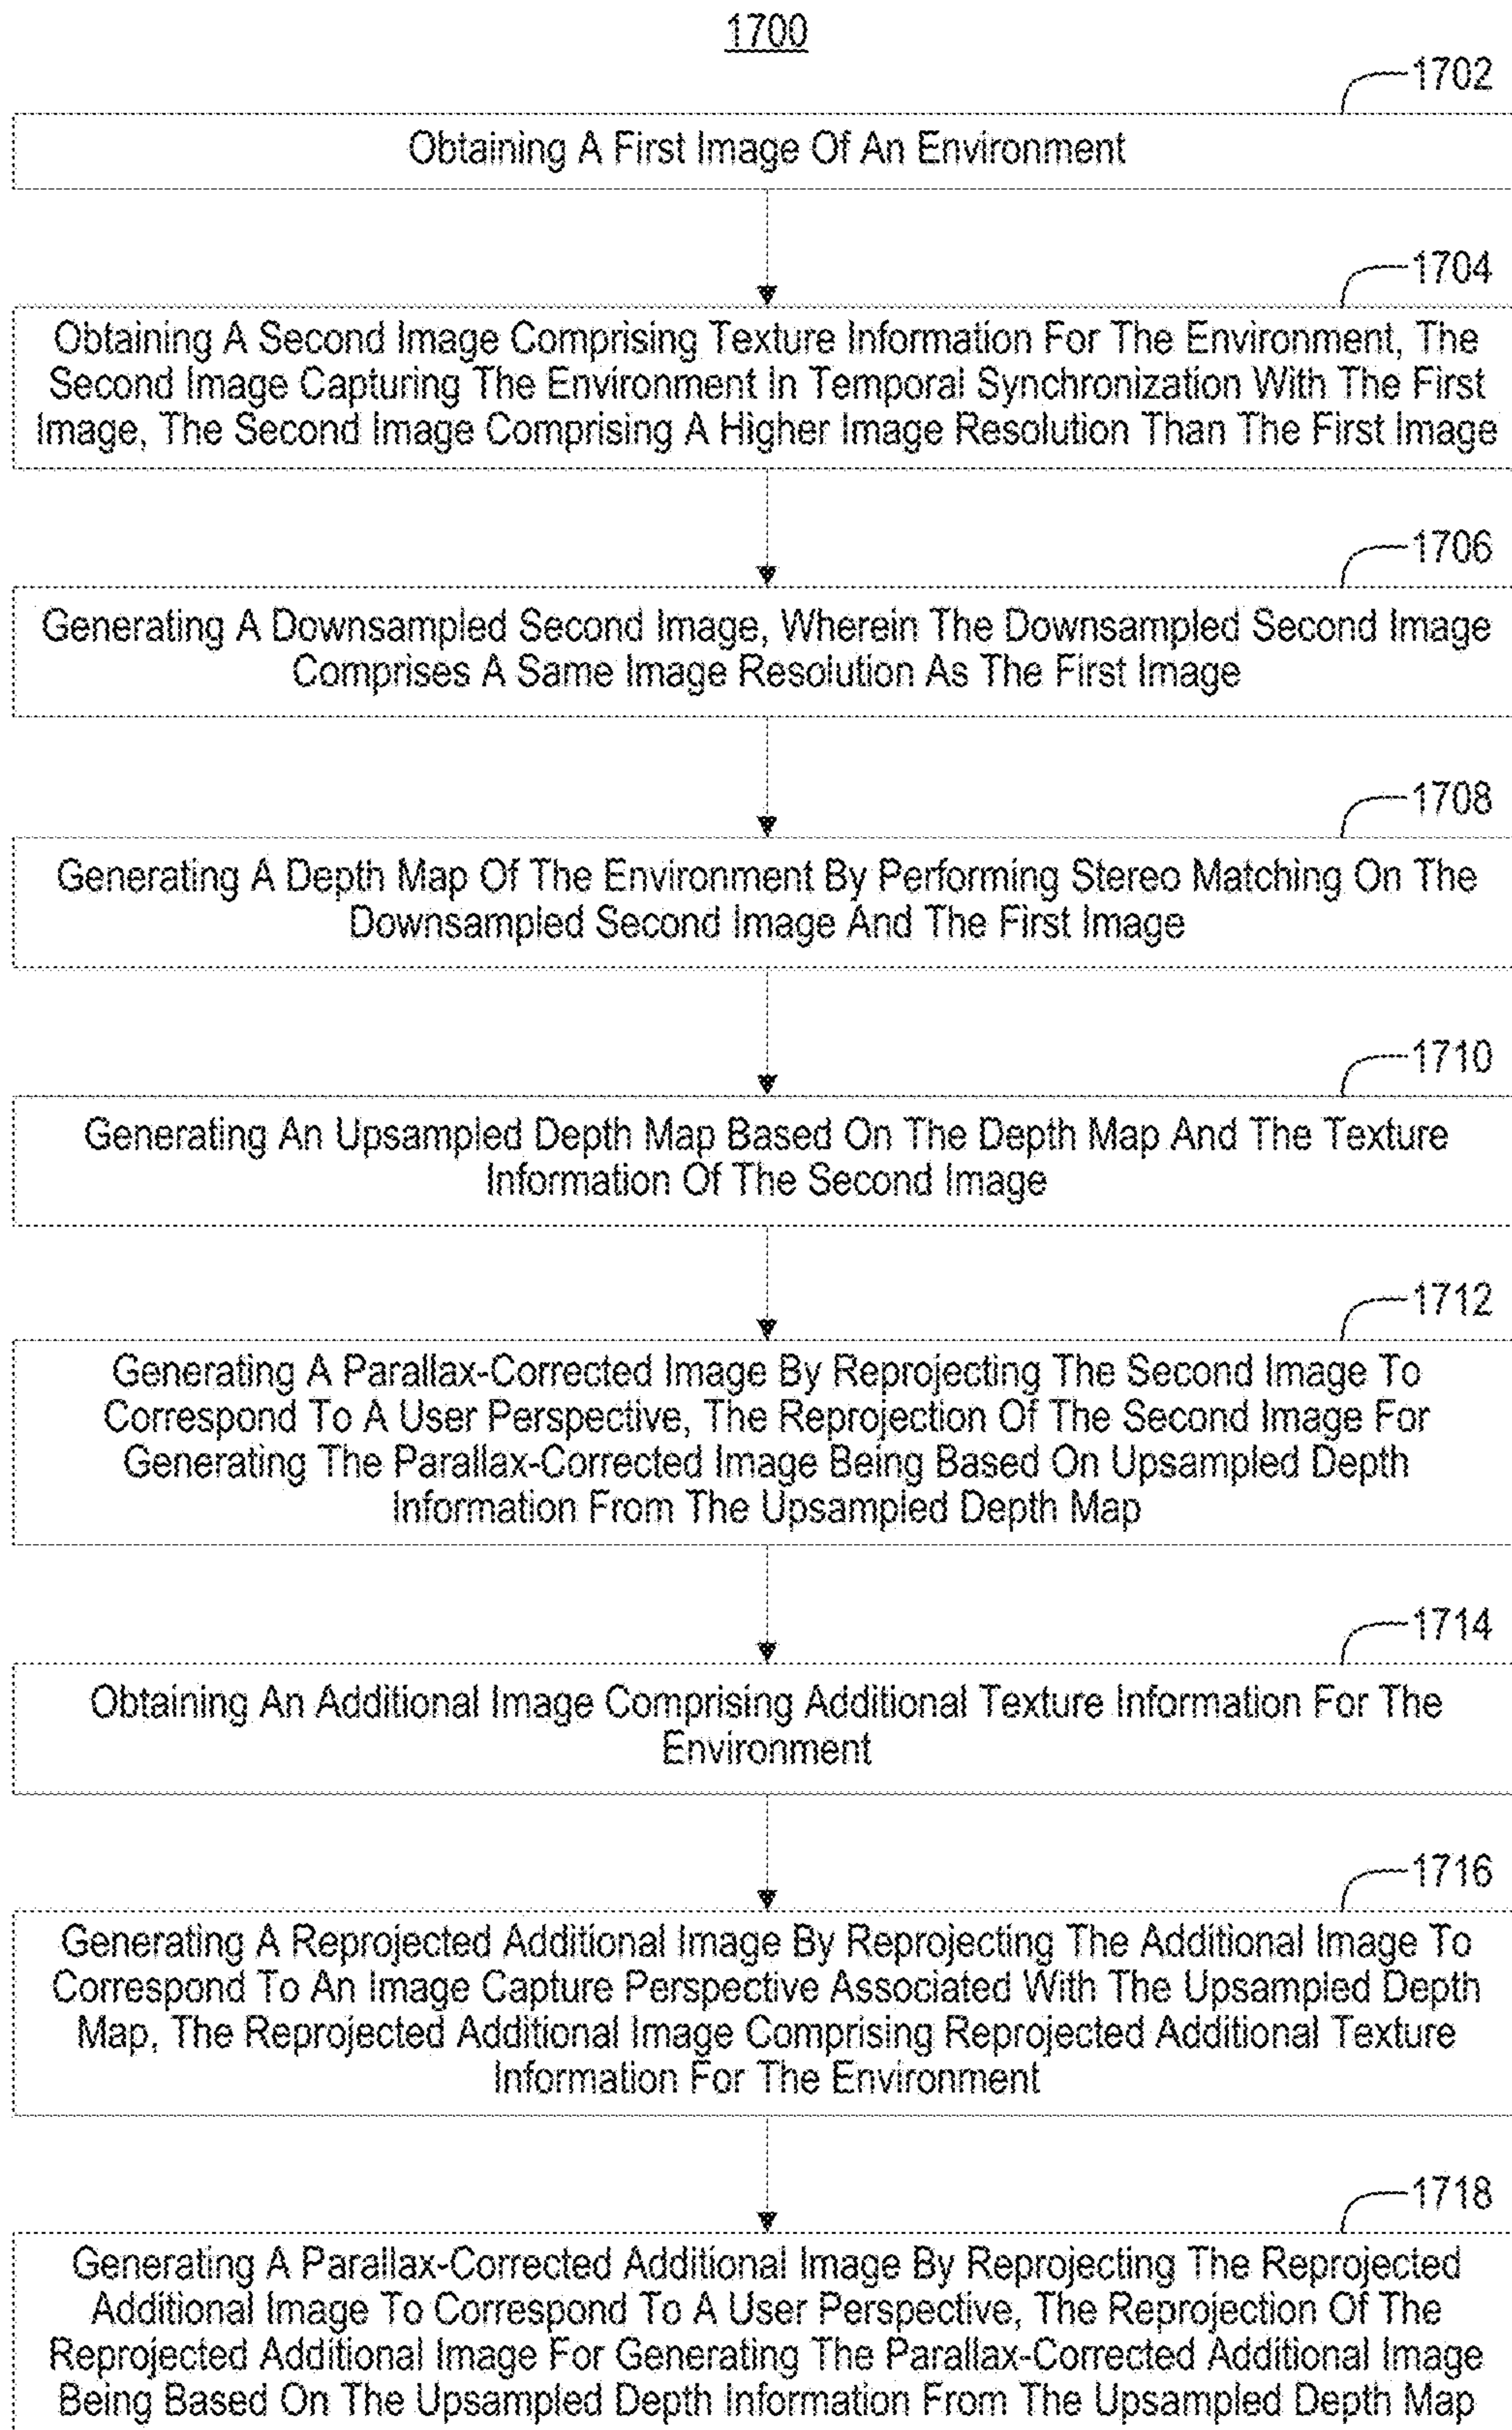 1700
1702
Obtaining A First Image Of An Environment
1704
Obtaining A Second Image Comprising Texture Information For The Environment, The
Second Image Capturing The Environment In Temporal Synchronization With The First
Image, The Second Image Comprising A Higher Image Resolution Than The First Image
1706
Generating A Downsampled Second Image, Wherein The Downsampled Second Image
Comprises A Same Image Resolution As The First Image
1708
Generating A Depth Map Of The Environment By Performing Stereo Matching On The
Downsampled Second Image And The First Image
1710
Generating An Upsampled Depth Map Based On The Depth Map And The Texture
Information Of The Second Image
1712
Generating A Parallax-Corrected Image By Reprojecting The Second Image To
Correspond To A User Perspective, The Reprojection Of The Second Image For
Generating The Parallax-Corrected Image Being Based On Upsampled Depth
Information From The Upsampled Depth Map
1714
Obtaining An Additional Image Comprising Additional Texture Information For The
Environment
1716
Generating A Reprojected Additional Image By Reprojecting The Additional Image To
Correspond To An Image Capture Perspective Associated With The Upsampled Depth
Map, The Reprojected Additional Image Comprising Reprojected Additional Texture
Information For The Environment
1718
Generating A Parallax-Corrected Additional Image By Reprojecting The Reprojected
Additional Image To Correspond To A User Perspective, The Reprojection Of The
Reprojected Additional Image For Generating The Parallax-Corrected Additional Image
Being Based On The Upsampled Depth Information From The Upsampled Depth Map